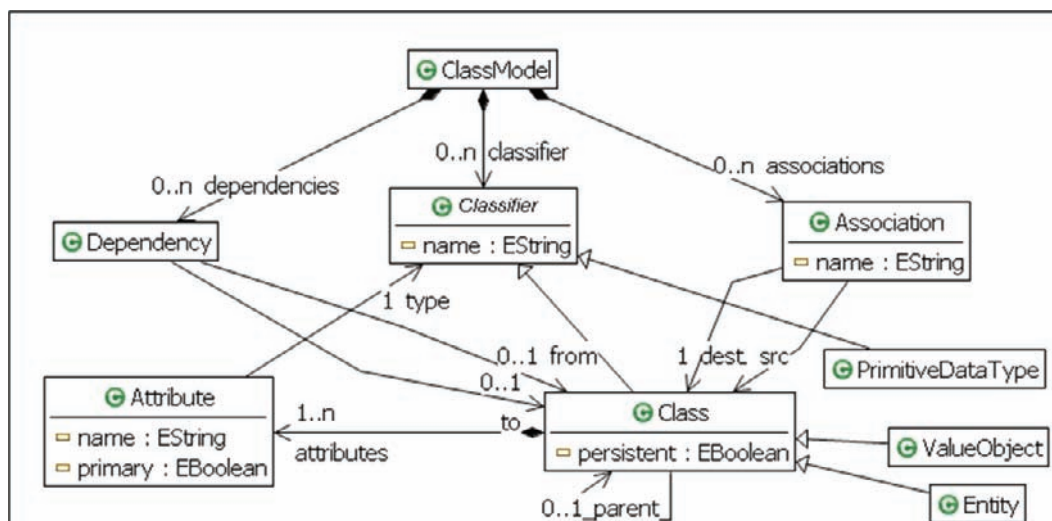 ClassModel
0..n classifier
0..n dependencies
0..n associations
Classifier
name : EString
Dependency
Association
name : EString
1 type
0..1 from
1 dest. src
0..1
PrimitiveDataType
Attribute
name : EString
primary : EBoolean
1..n
attributes
to
Class
persistent : EBoolean
ValueObject
0..1 parent
Entity